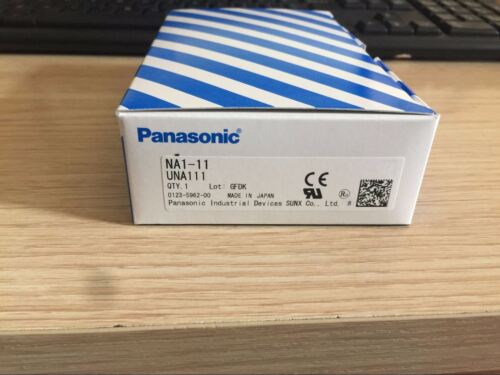 Panasonic
NA1-11
UNA111
QTY.1 Lot: GFDK
0123-5962-00 MADE IN JAPAN
Panasonic Industrial Devices SUNX Co., Ltd. R
CE